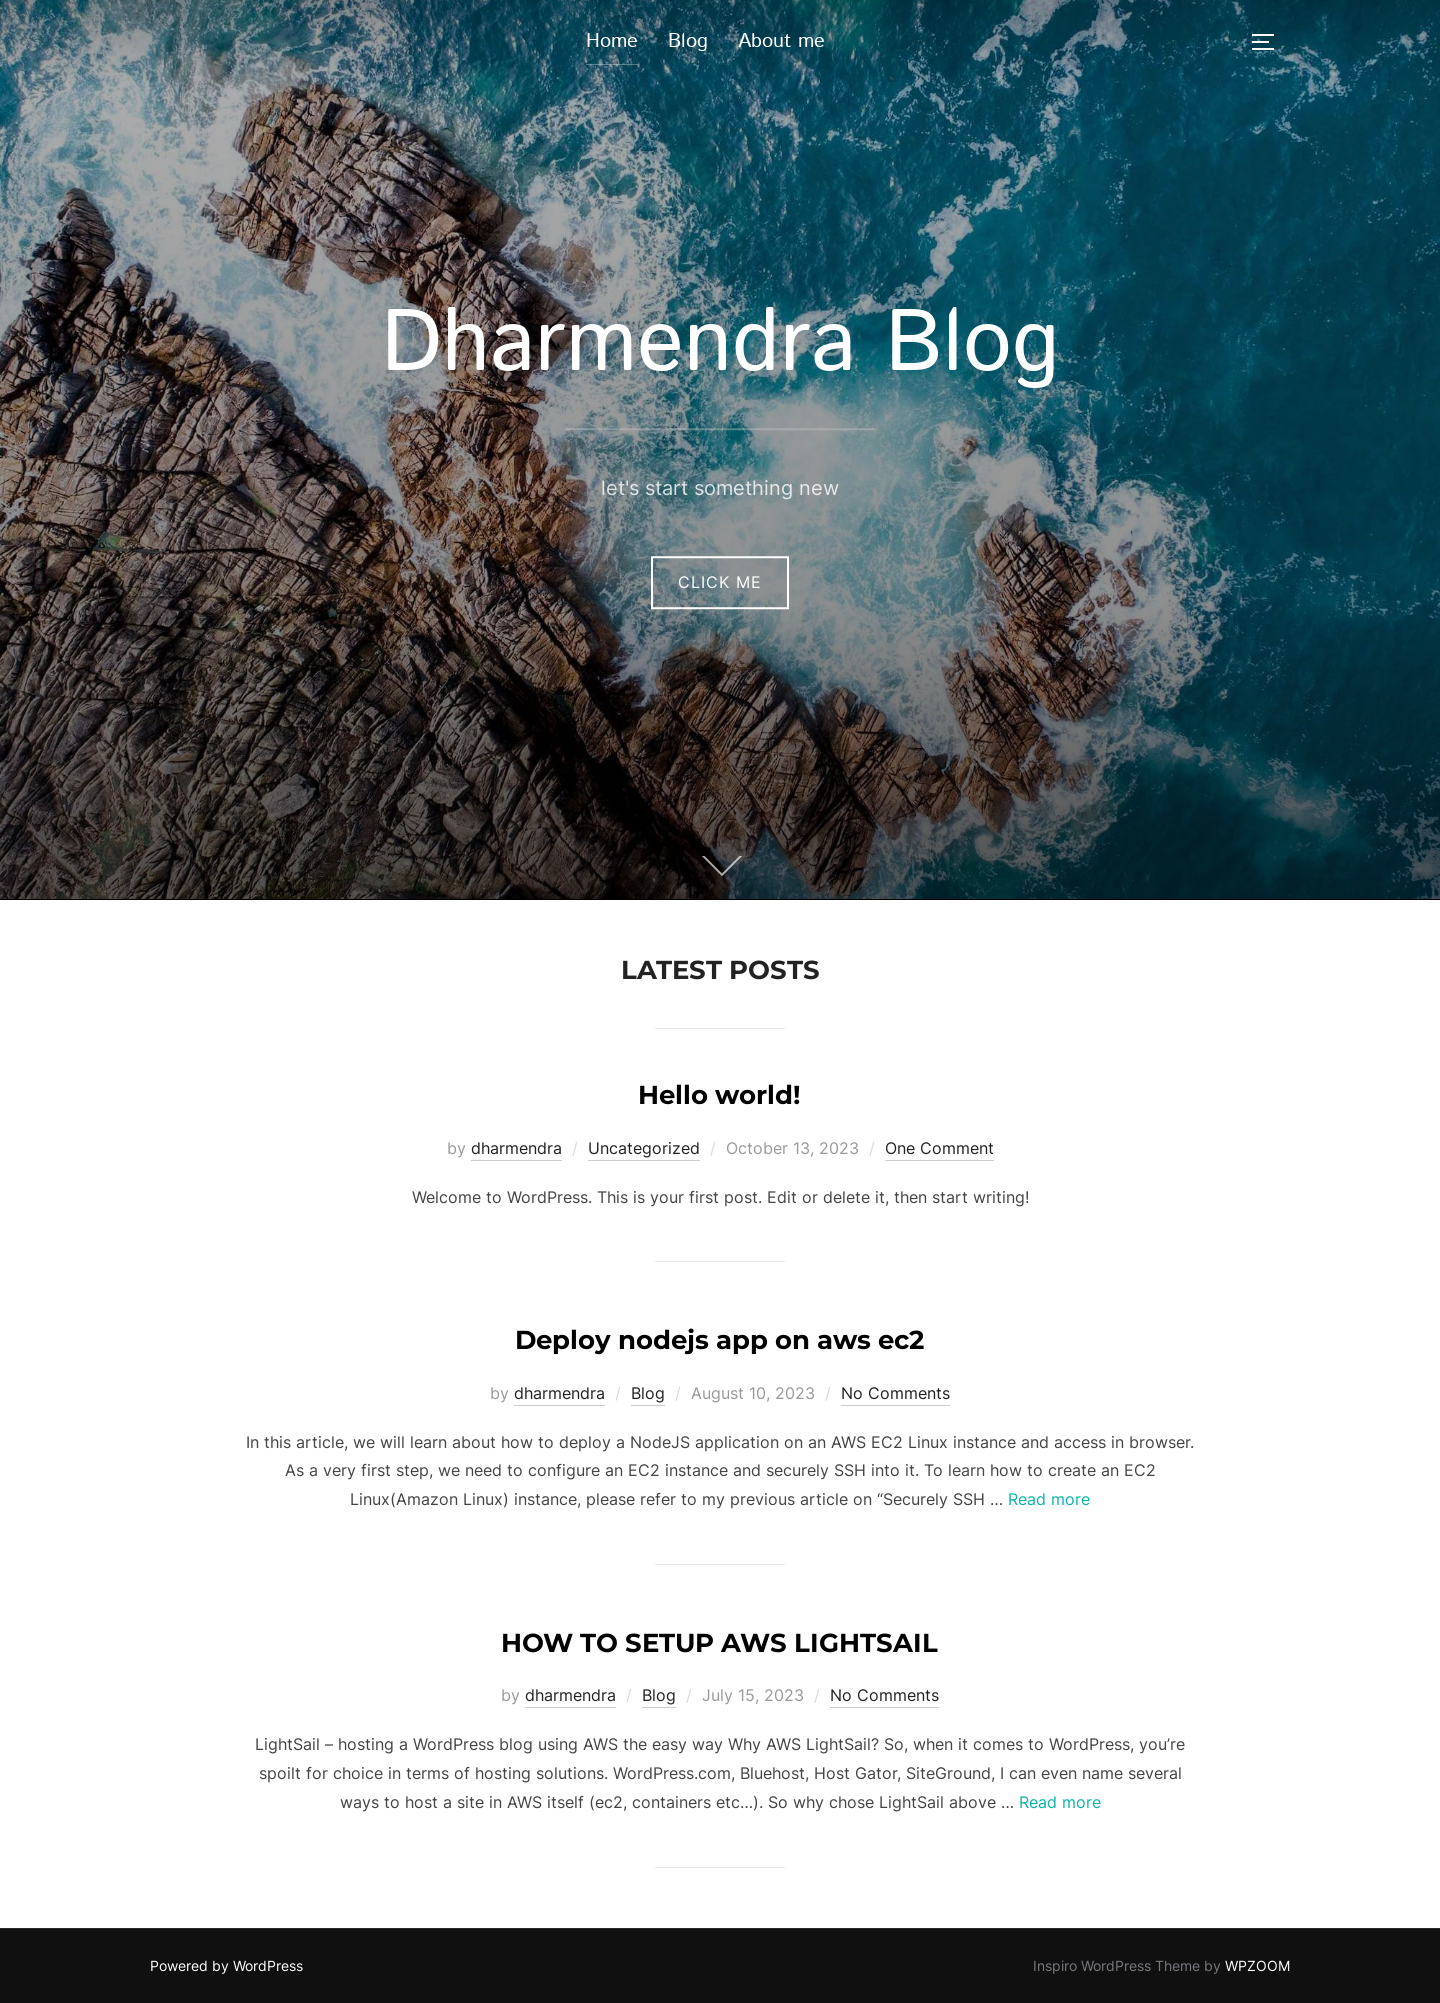 Home Blog About me
Dharmendra Blog
let's start something new
CLICK ME
LATEST POSTS
Hello world!
by dharmendra / Uncategorized / October 13, 2023 / One Comment
Welcome to WordPress. This is your first post. Edit or delete it, then start writing!
Deploy nodejs app on aws ec2
by dharmendra / Blog / August 10, 2023 / No Comments
In this article, we will learn about how to deploy a NodeJS application on an AWS EC2 Linux instance and access in browser.
As a very first step, we need to configure an EC2 instance and securely SSH into it. To learn how to create an EC2
Linux(Amazon Linux) instance, please refer to my previous article on “Securely SSH … Read more
HOW TO SETUP AWS LIGHTSAIL
by dharmendra / Blog / July 15, 2023 / No Comments
LightSail – hosting a WordPress blog using AWS the easy way Why AWS LightSail? So, when it comes to WordPress, you’re
spoilt for choice in terms of hosting solutions. WordPress.com, Bluehost, Host Gator, SiteGround, I can even name several
ways to host a site in AWS itself (ec2, containers etc…). So why chose LightSail above … Read more
Powered by WordPress
Inspiro WordPress Theme by WPZOOM